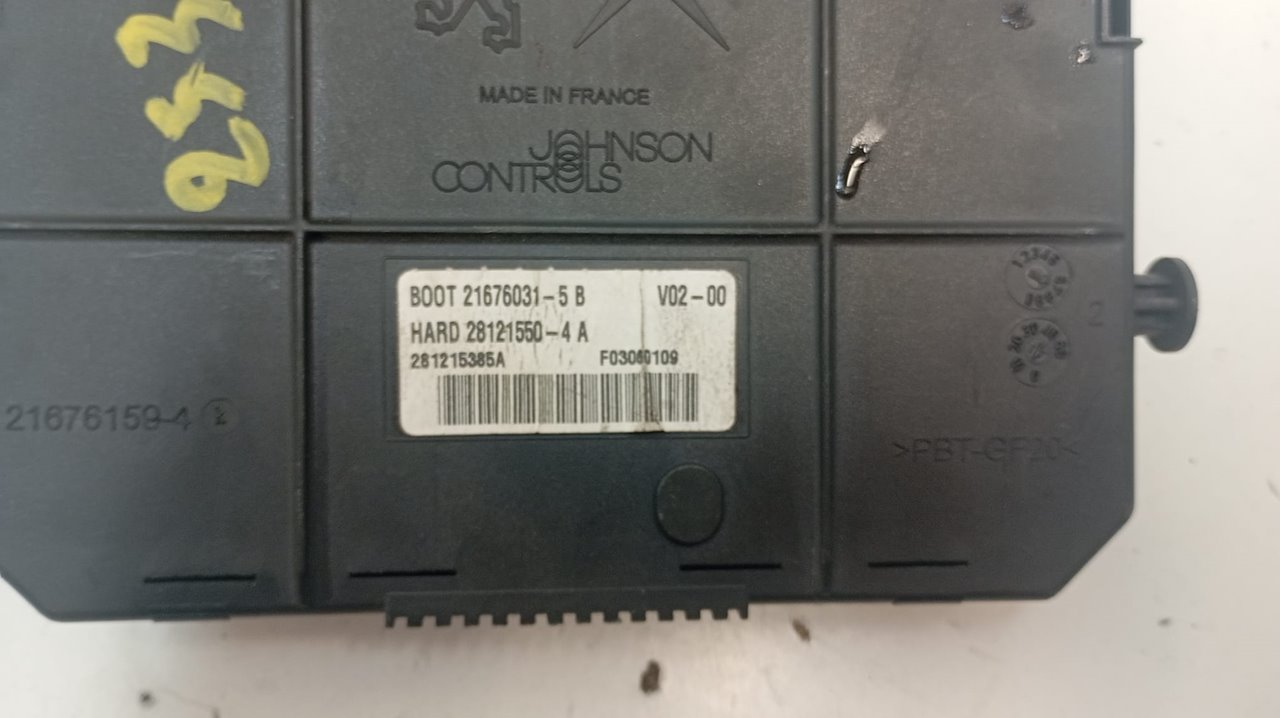 253
MADE IN FRANCE
JOHNSON
CONTROLS
BOOT 21676031-5 B V02-00
HARD 28121550-4 A
281215385A F03060109
21676159-4
2
>PBT-GF20<